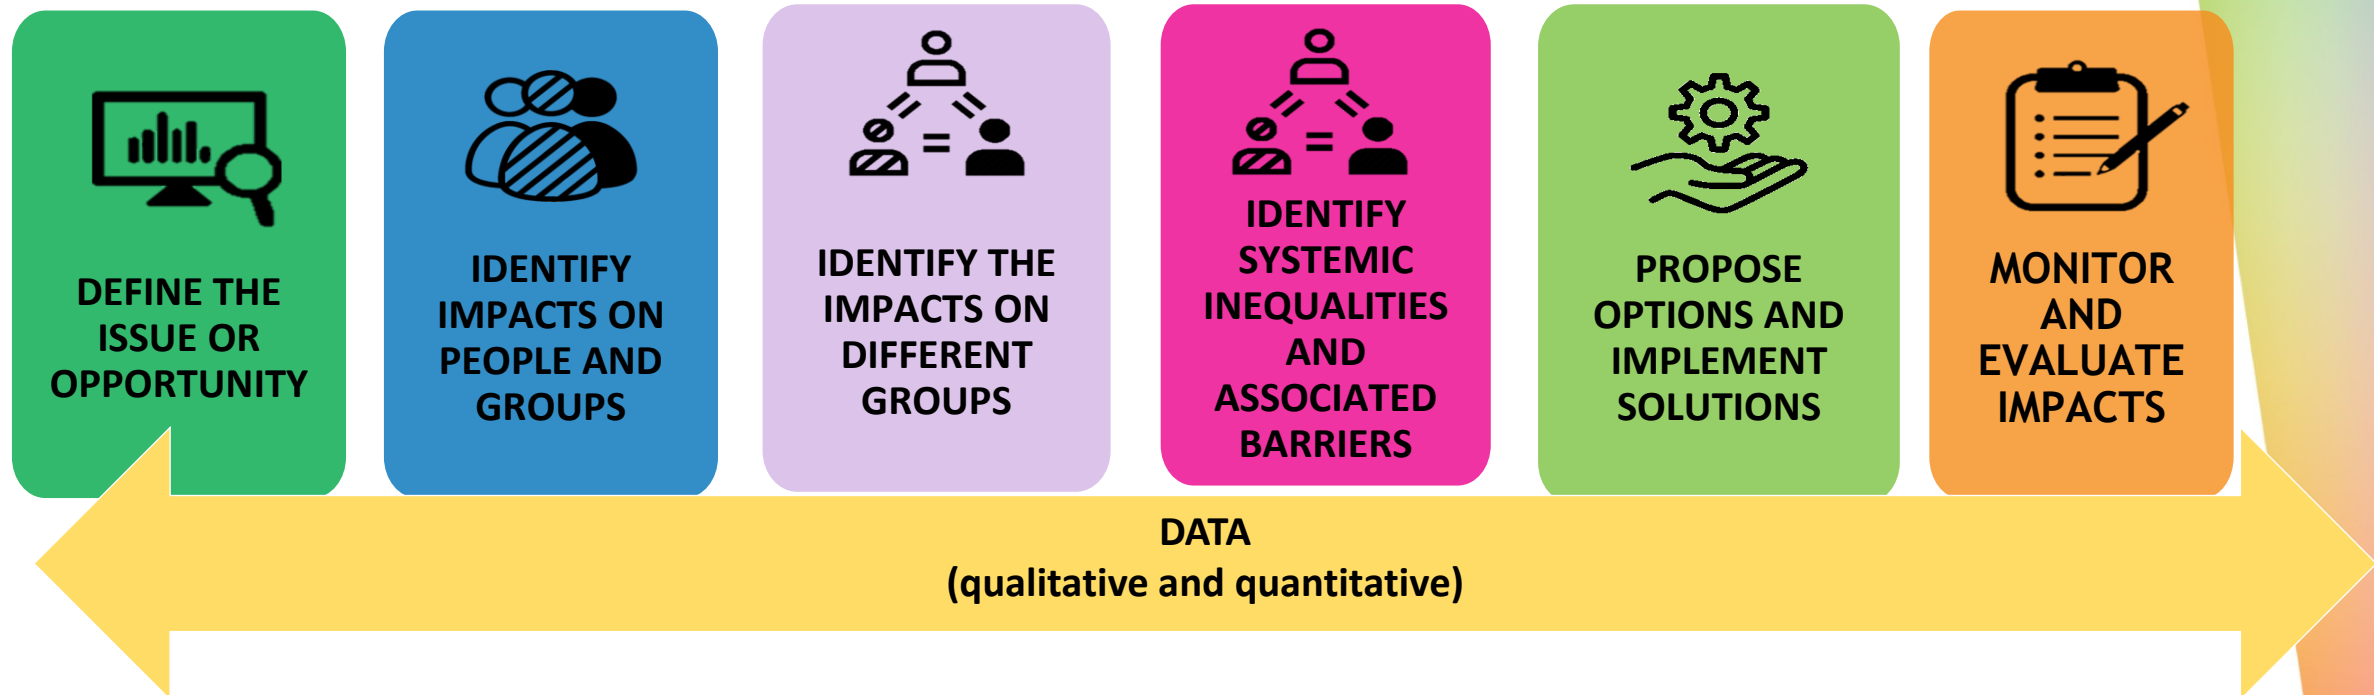 DEFINE THE
ISSUE OR
OPPORTUNITY
IDENTIFY
IMPACTS ON
PEOPLE AND
GROUPS
IDENTIFY THE
IMPACTS ON
DIFFERENT
GROUPS
IDENTIFY
SYSTEMIC
INEQUALITIES
AND
ASSOCIATED
BARRIERS
PROPOSE
OPTIONS AND
IMPLEMENT
SOLUTIONS
MONITOR
AND
EVALUATE
IMPACTS
DATA
(qualitative and quantitative)